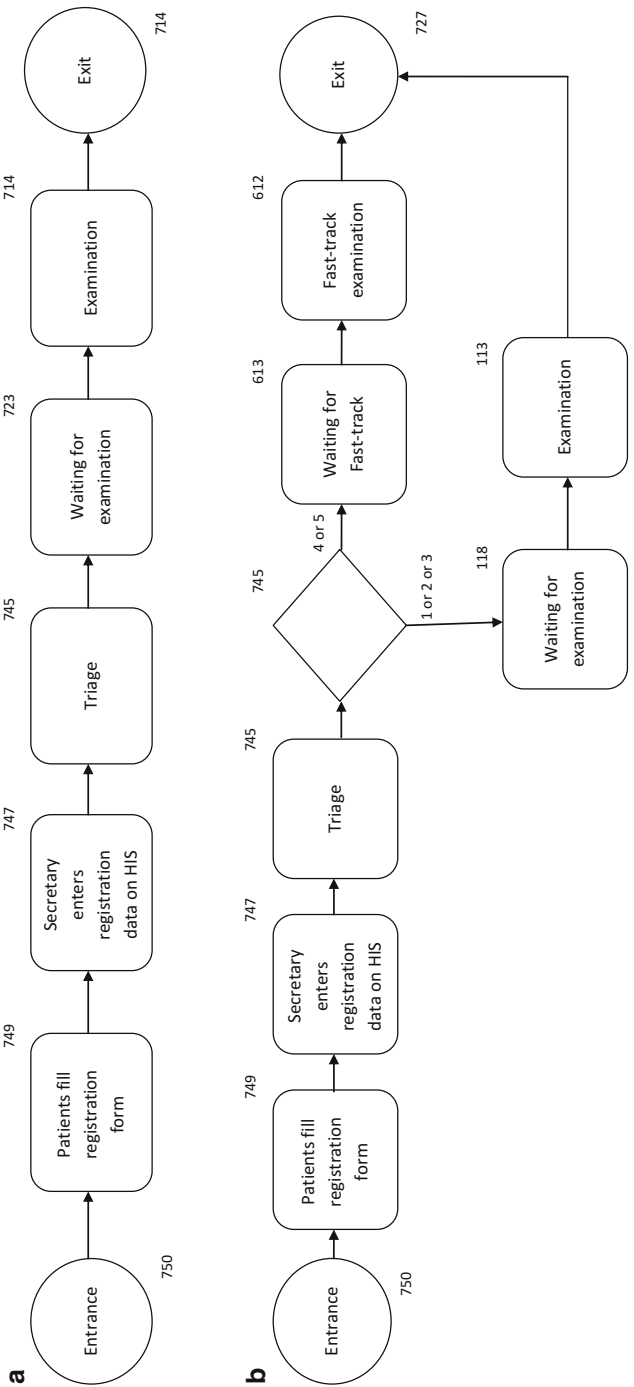 a
Entrance
750
Patients fill
registration
form
749
Secretary
enters
registration
data on HIS
747
Triage
745
Waiting for
examination
723
Examination
714
Exit
714
b
Entrance
750
Patients fill
registration
form
749
Secretary
enters
registration
data on HIS
747
Triage
745
745
4 or 5
1 or 2 or 3
Waiting for
Fast-track
613
Fast-track
examination
612
Exit
727
Waiting for
examination
118
Examination
113